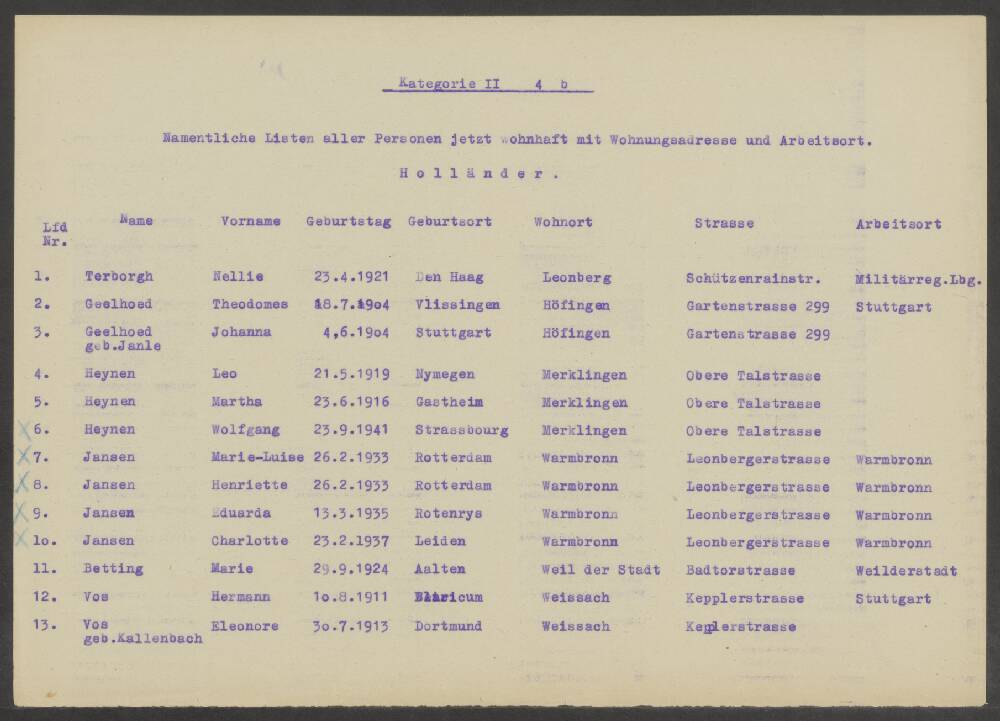 Kategorie II 4 b
Namentliche Listen aller Personen jetzt wohnhaft mit Wohnungsadresse und Arbeitsort.
Holländer.
Lfd Nr. Name Vorname Geburtstag Geburtsort Wohnort Strasse Arbeitsort
1. Terborgh Nellie 23.4.1921 Den Haag Leonberg Schützenrainstr. Militärreg.Lbg.
2. Geelhoed Theodomes 18.7.19o4 Vlissingen Höfingen Gartenstrasse 299 Stuttgart
3. Geelhoed Johanna 4,6.19o4 Stuttgart Höfingen Gartenstrasse 299
geb.Janle
4. Heynen Leo 21.5.1919 Nymegen Merklingen Obere Talstrasse
5. Heynen Martha 23.6.1916 Gastheim Merklingen Obere Talstrasse
X 6. Heynen Wolfgang 23.9.1941 Strassbourg Merklingen Obere Talstrasse
X 7. Jansen Marie-Luise 26.2.1933 Rotterdam Warmbronn Leonbergerstrasse Warmbronn
X 8. Jansen Henriette 26.2.1933 Rotterdam Warmbronn Leonbergerstrasse Warmbronn
X 9. Jansen Eduarda 13.3.1935 Rotenrys Warmbronn Leonbergerstrasse Warmbronn
X 1o. Jansen Charlotte 23.2.1937 Leiden Warmbronn Leonbergerstrasse Warmbronn
11. Betting Marie 29.9.1924 Aalten Weil der Stadt Badtorstrasse Weilderstadt
12. Vos Hermann 1o.8.1911 Blaricum Weissach Kepplerstrasse Stuttgart
13. Vos Eleonore 3o.7.1913 Dortmund Weissach Kepplerstrasse
geb.Kallenbach